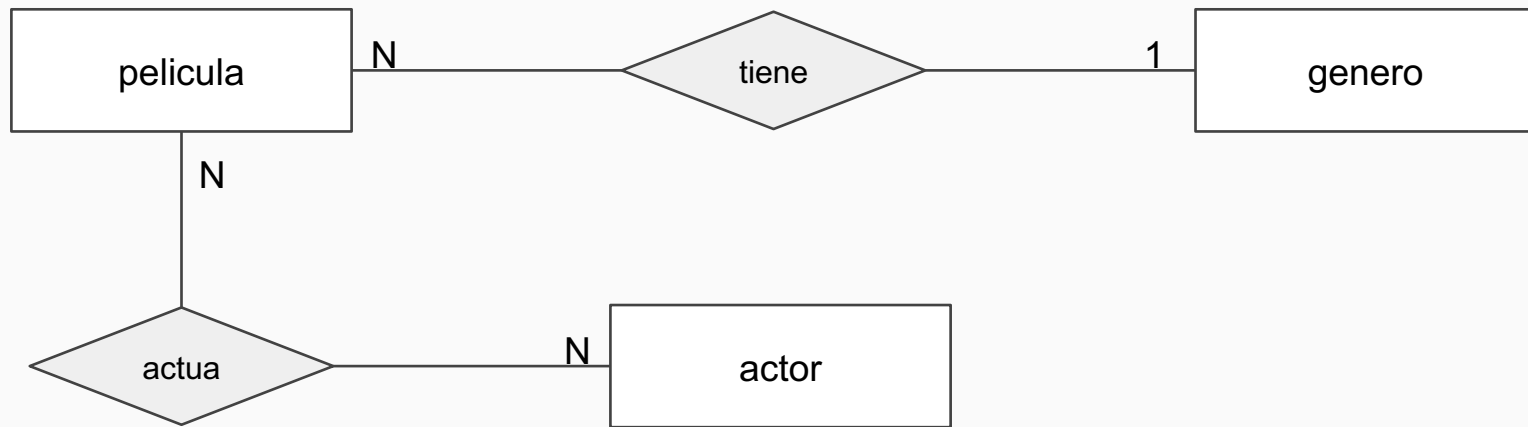 pelicula
N
tiene
1
genero
N
actua
N
actor